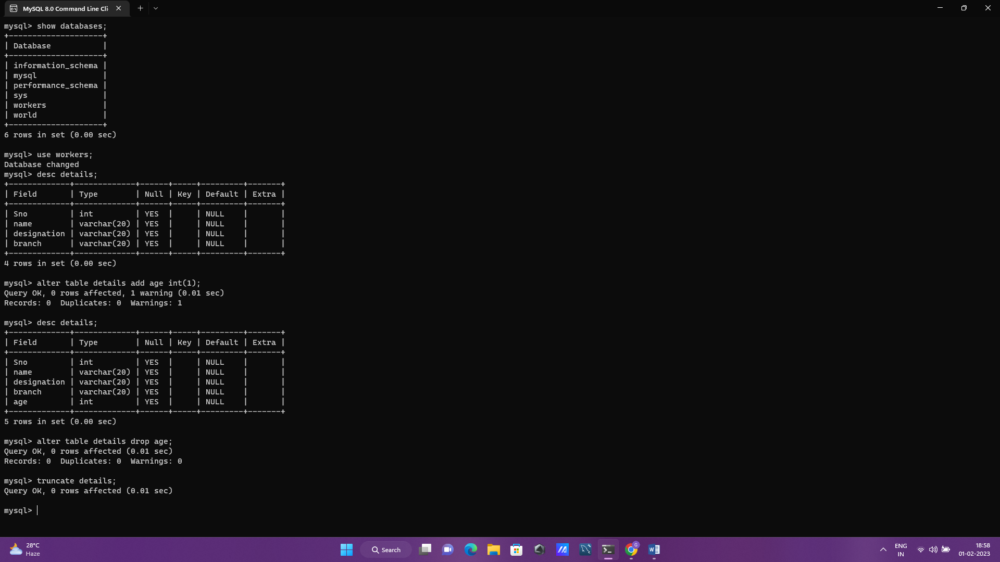 MySQL 8.0 Command Line Cli
mysql> show databases;
+--------------------+
| Database           |
+--------------------+
| information_schema |
| mysql              |
| performance_schema |
| sys                |
| workers            |
| world              |
+--------------------+
6 rows in set (0.00 sec)
mysql> use workers;
Database changed
mysql> desc details;
+-------------+-------------+------+-----+---------+-------+
| Field       | Type        | Null | Key | Default | Extra |
+-------------+-------------+------+-----+---------+-------+
| Sno         | int         | YES  |     | NULL    |       |
| name        | varchar(20) | YES  |     | NULL    |       |
| designation | varchar(20) | YES  |     | NULL    |       |
| branch      | varchar(20) | YES  |     | NULL    |       |
+-------------+-------------+------+-----+---------+-------+
4 rows in set (0.00 sec)
mysql> alter table details add age int(1);
Query OK, 0 rows affected, 1 warning (0.01 sec)
Records: 0  Duplicates: 0  Warnings: 1
mysql> desc details;
+-------------+-------------+------+-----+---------+-------+
| Field       | Type        | Null | Key | Default | Extra |
+-------------+-------------+------+-----+---------+-------+
| Sno         | int         | YES  |     | NULL    |       |
| name        | varchar(20) | YES  |     | NULL    |       |
| designation | varchar(20) | YES  |     | NULL    |       |
| branch      | varchar(20) | YES  |     | NULL    |       |
| age         | int         | YES  |     | NULL    |       |
+-------------+-------------+------+-----+---------+-------+
5 rows in set (0.00 sec)
mysql> alter table details drop age;
Query OK, 0 rows affected (0.01 sec)
Records: 0  Duplicates: 0  Warnings: 0
mysql> truncate details;
Query OK, 0 rows affected (0.01 sec)
mysql>
28°C
Haze
Search
G
W
ENG
IN
18:58
01-02-2023